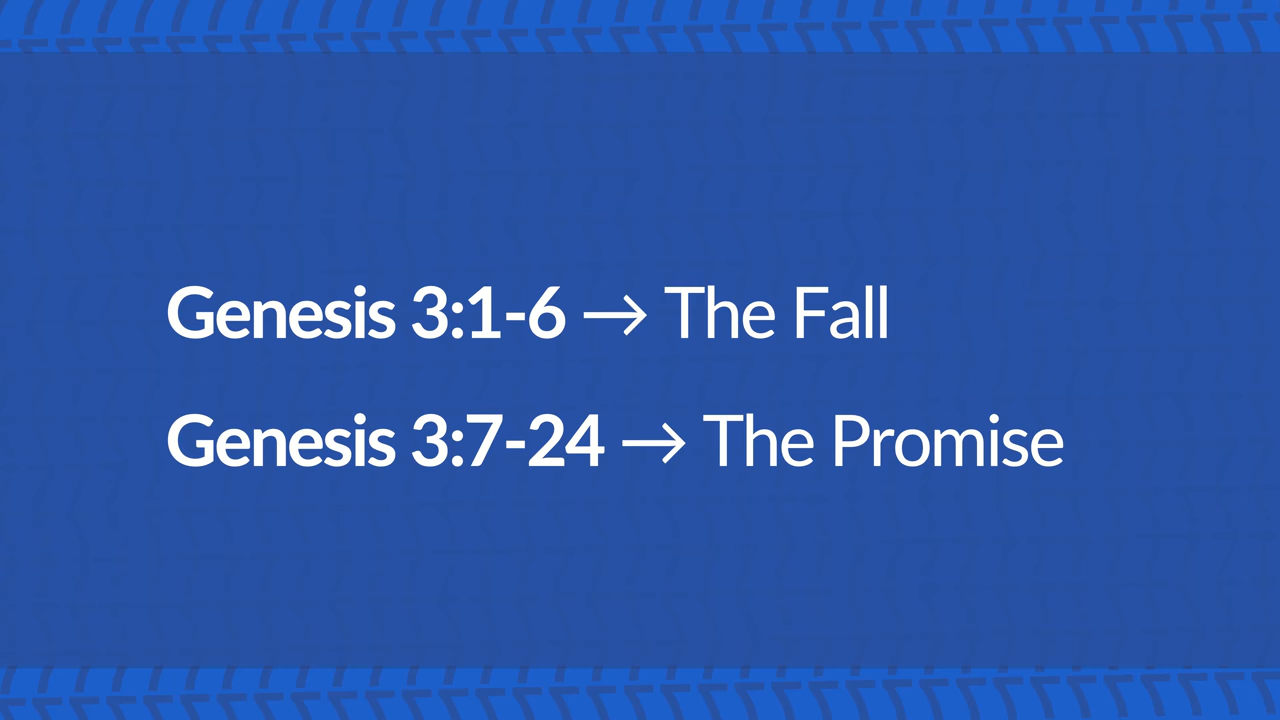 Genesis 3:1-6 → The Fall
Genesis 3:7-24 → The Promise